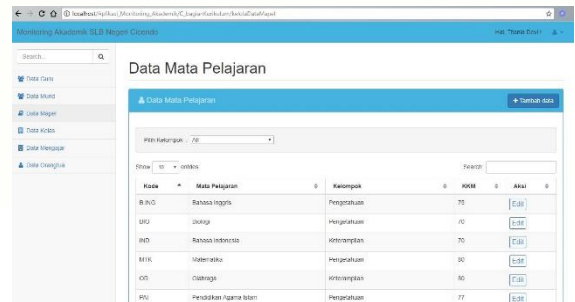 localhost/Aplikasi_Monitoring_Akademik/C_bagianKurikulum/kelolaDataMapel
Monitoring Akademik SLB Negeri Cicendo
Search...
Data Guru
Data Murid
Data Mapel
Data Kelas
Data Mengajar
Data Orangtua
Data Mata Pelajaran
Data Mata Pelajaran
+ Tambah data
Pilih Kelompok : All
Show 10 entries
Search:
Kode Mata Pelajaran Kelompok KKM Aksi
B.ING Bahasa Inggris Pengetahuan 75 Edit
BIO Biologi Pengetahuan 70 Edit
IND Bahasa Indonesia Keterampilan 70 Edit
MTK Matematika Pengetahuan 80 Edit
OR Olahraga Keterampilan 80 Edit
PAI Pendidikan Agama Islam Pengetahuan 77 Edit